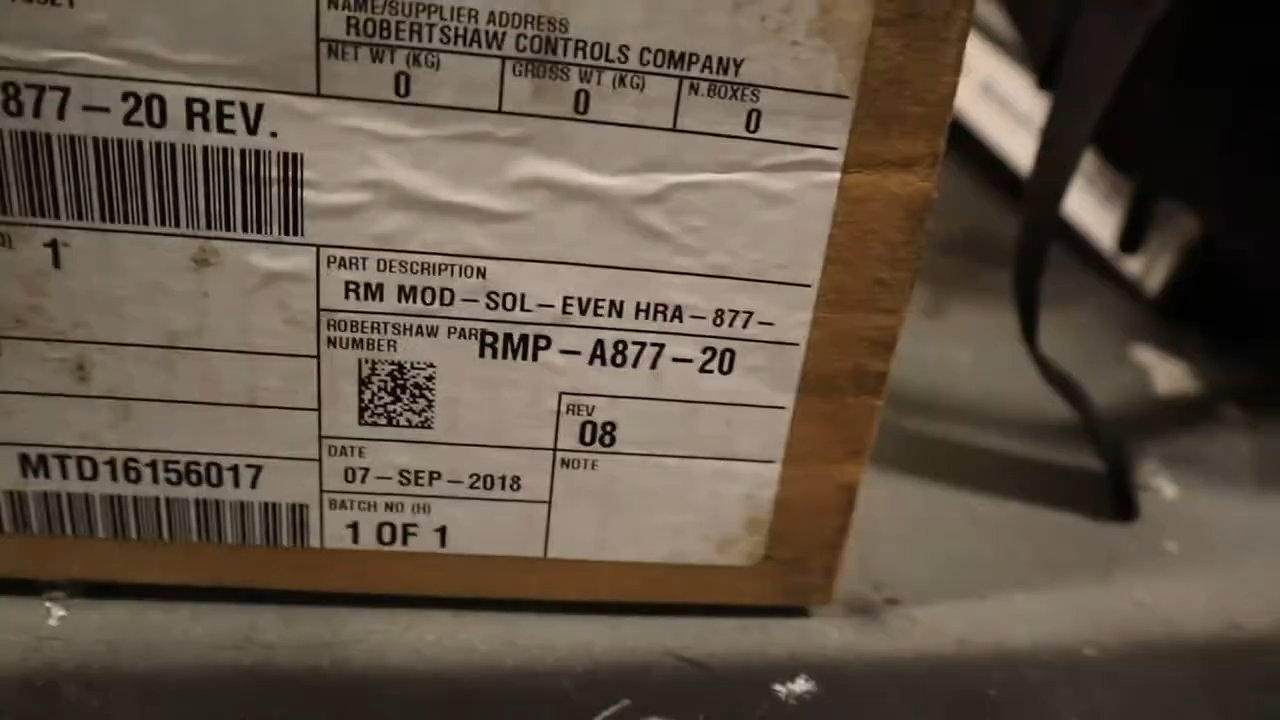 NAME/SUPPLIER ADDRESS
ROBERTSHAW CONTROLS COMPANY
NET WT (KG)
0
GROSS WT (KG)
0
N.BOXES
0
877-20 REV.
1
PART DESCRIPTION
RM MOD-SOL-EVEN HRA-877-
ROBERTSHAW PART
NUMBER
RMP-A877-20
REV
08
MTD16156017
DATE
07-SEP-2018
NOTE
BATCH NO (H)
1 OF 1